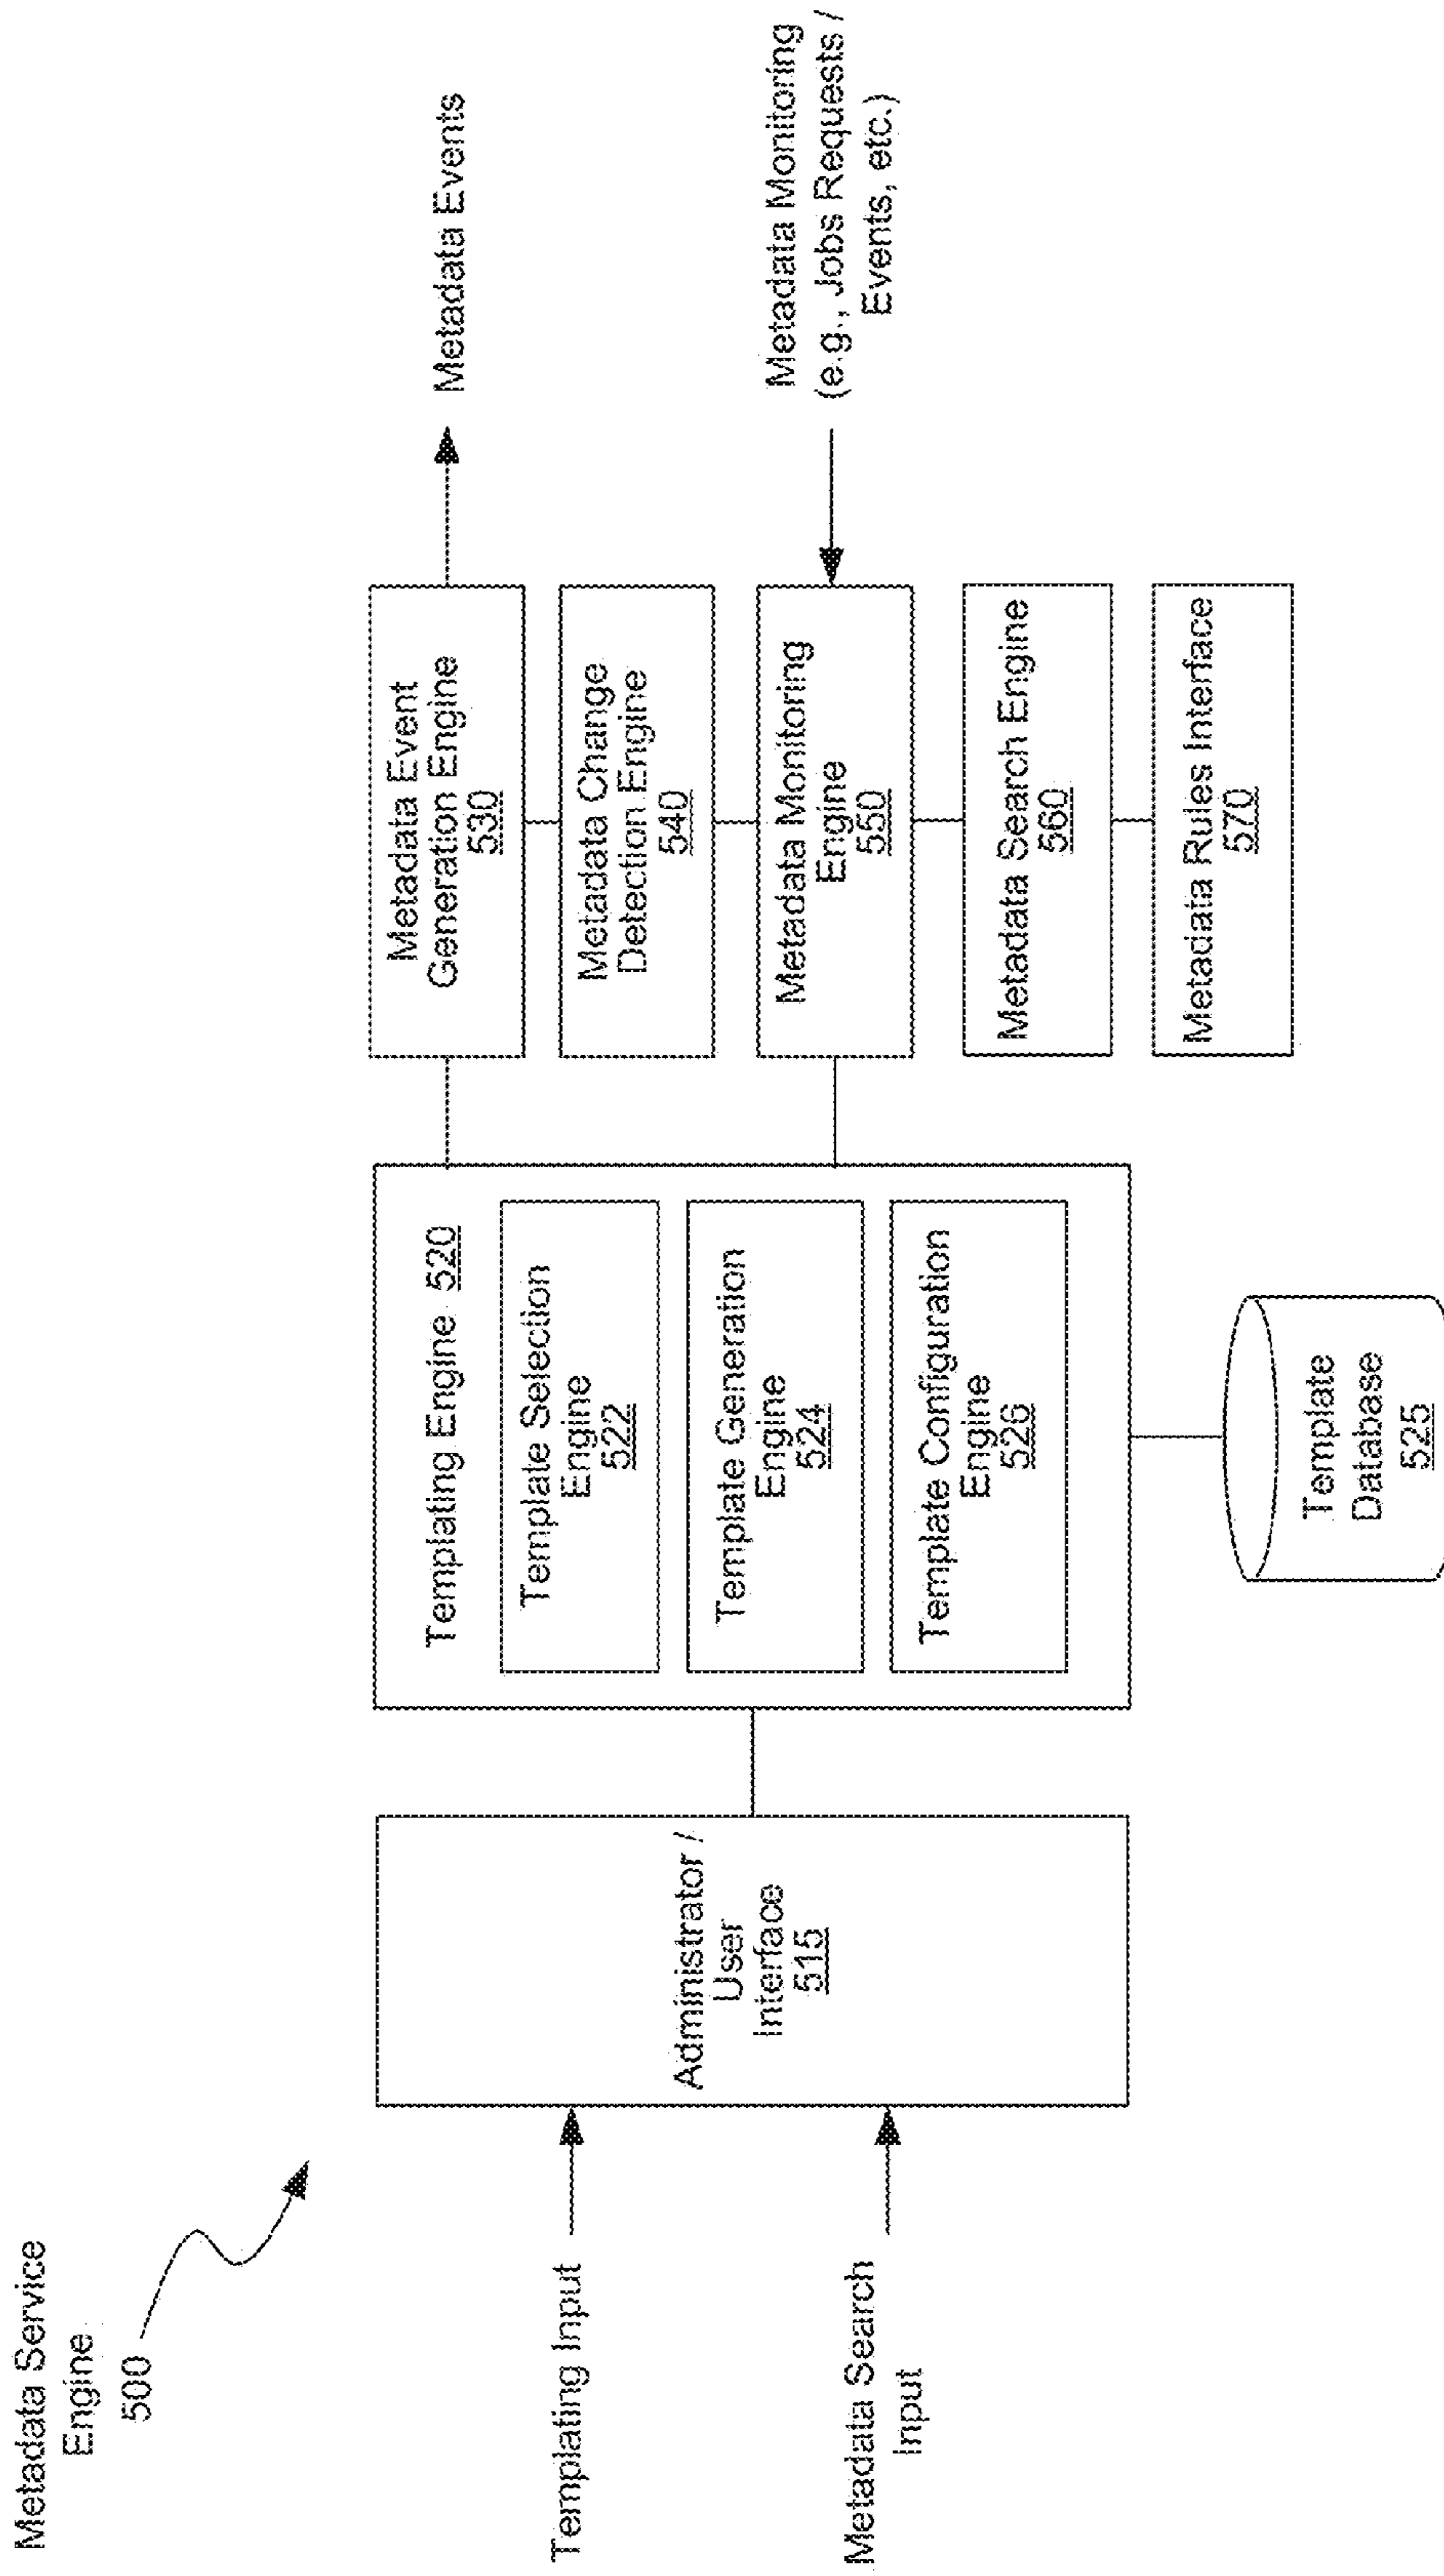 Metadata Service
Engine
500
Templating Input
Metadata Search
Input
Administrator /
User
Interface
515
Templating Engine 520
Template Selection
Engine
522
Template Generation
Engine
524
Template Configuration
Engine
526
Template
Database
525
Metadata Event
Generation Engine
530
Metadata Change
Detection Engine
540
Metadata Monitoring
Engine
550
Metadata Search Engine
560
Metadata Rules Interface
570
Metadata Events
Metadata Monitoring
(e.g., Jobs Requests /
Events, etc.)